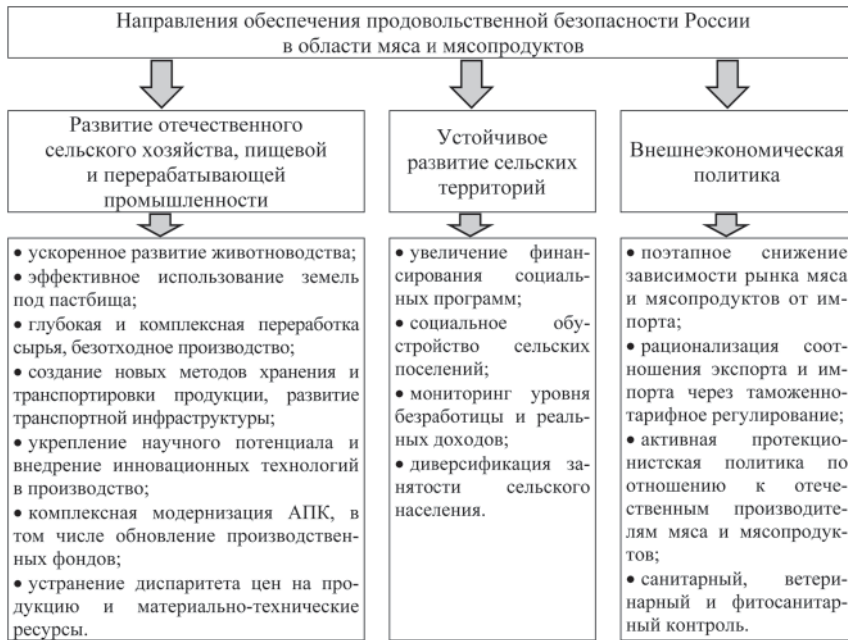 Направления обеспечения продовольственной безопасности России
в области мяса и мясопродуктов
Развитие отечественного
сельского хозяйства, пищевой
и перерабатывающей
промышленности
Устойчивое
развитие сельских
территорий
Внешнеэкономическая
политика
• ускоренное развитие животноводства;
• эффективное использование земель
под пастбища;
• глубокая и комплексная переработка
сырья, безотходное производство;
• создание новых методов хранения и
транспортировки продукции, развитие
транспортной инфраструктуры;
• укрепление научного потенциала и
внедрение инновационных технологий
в производство;
• комплексная модернизация АПК, в
том числе обновление производствен-
ных фондов;
• устранение диспаритета цен на про-
дукцию и материально-технические
ресурсы.
• увеличение финан-
сирования социаль-
ных программ;
• социальное обу-
стройство сельских
поселений;
• мониторинг уровня
безработицы и реаль-
ных доходов;
• диверсификация за-
нятости сельского
населения.
• поэтапное снижение
зависимости рынка мяса
и мясопродуктов от им-
порта;
• рационализация соот-
ношения экспорта и им-
порта через таможенно-
тарифное регулирование;
• активная протекцио-
нистская политика по
отношению к отече-
ственным производите-
лям мяса и мясопродук-
тов;
• санитарный, ветери-
нарный и фитосанитар-
ный контроль.